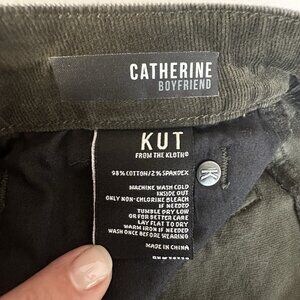 CATHERINE
BOYFRIEND
KUT
FROM THE KLOTH®
98% COTTON/2% SPANDEX
MACHINE WASH COLD
INSIDE OUT
ONLY NON-CHLORINE BLEACH
IF NEEDED
TUMBLE DRY LOW
OR FOR BETTER CARE
LAY FLAT TO DRY
WARM IRON IF NEEDED
WASH ONCE BEFORE WEARING
MADE IN CHINA
K